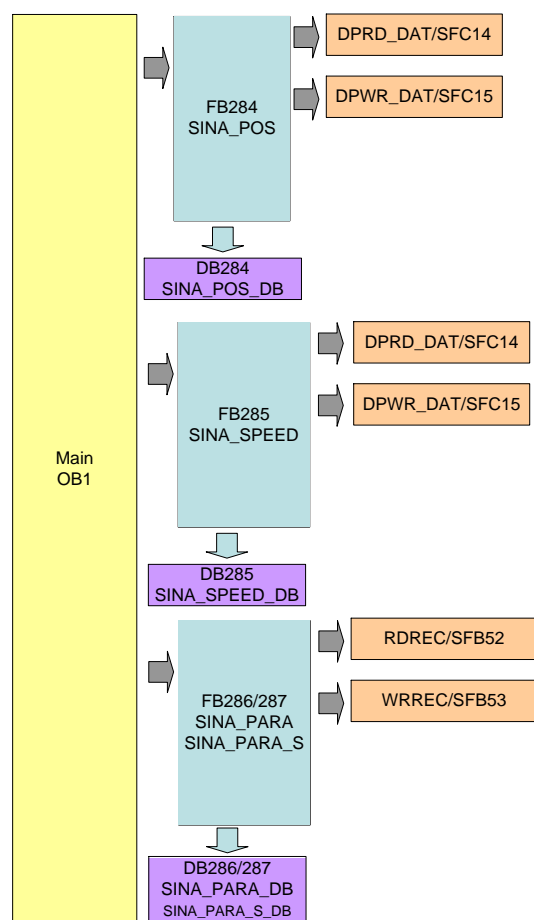 DPRD_DAT/SFC14
DPWR_DAT/SFC15
FB284
SINA_POS
DB284
SINA_POS_DB
DPRD_DAT/SFC14
DPWR_DAT/SFC15
FB285
SINA_SPEED
Main
OB1
DB285
SINA_SPEED_DB
RDREC/SFB52
WRREC/SFB53
FB286/287
SINA_PARA
SINA_PARA_S
DB286/287
SINA_PARA_DB
SINA_PARA_S_DB